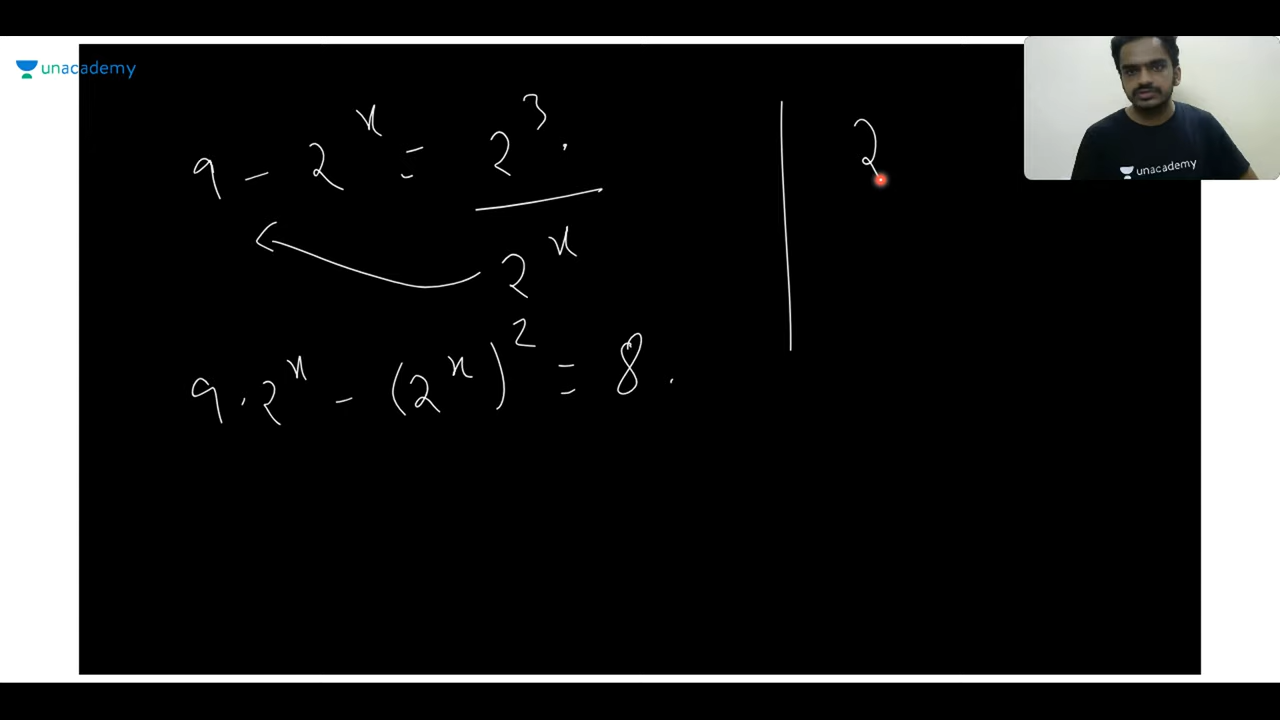 unacademy
9 - 2^x = 2^3 .
2^x
9 . 2^x - (2^x)^2 = 8 .
2
unacademy